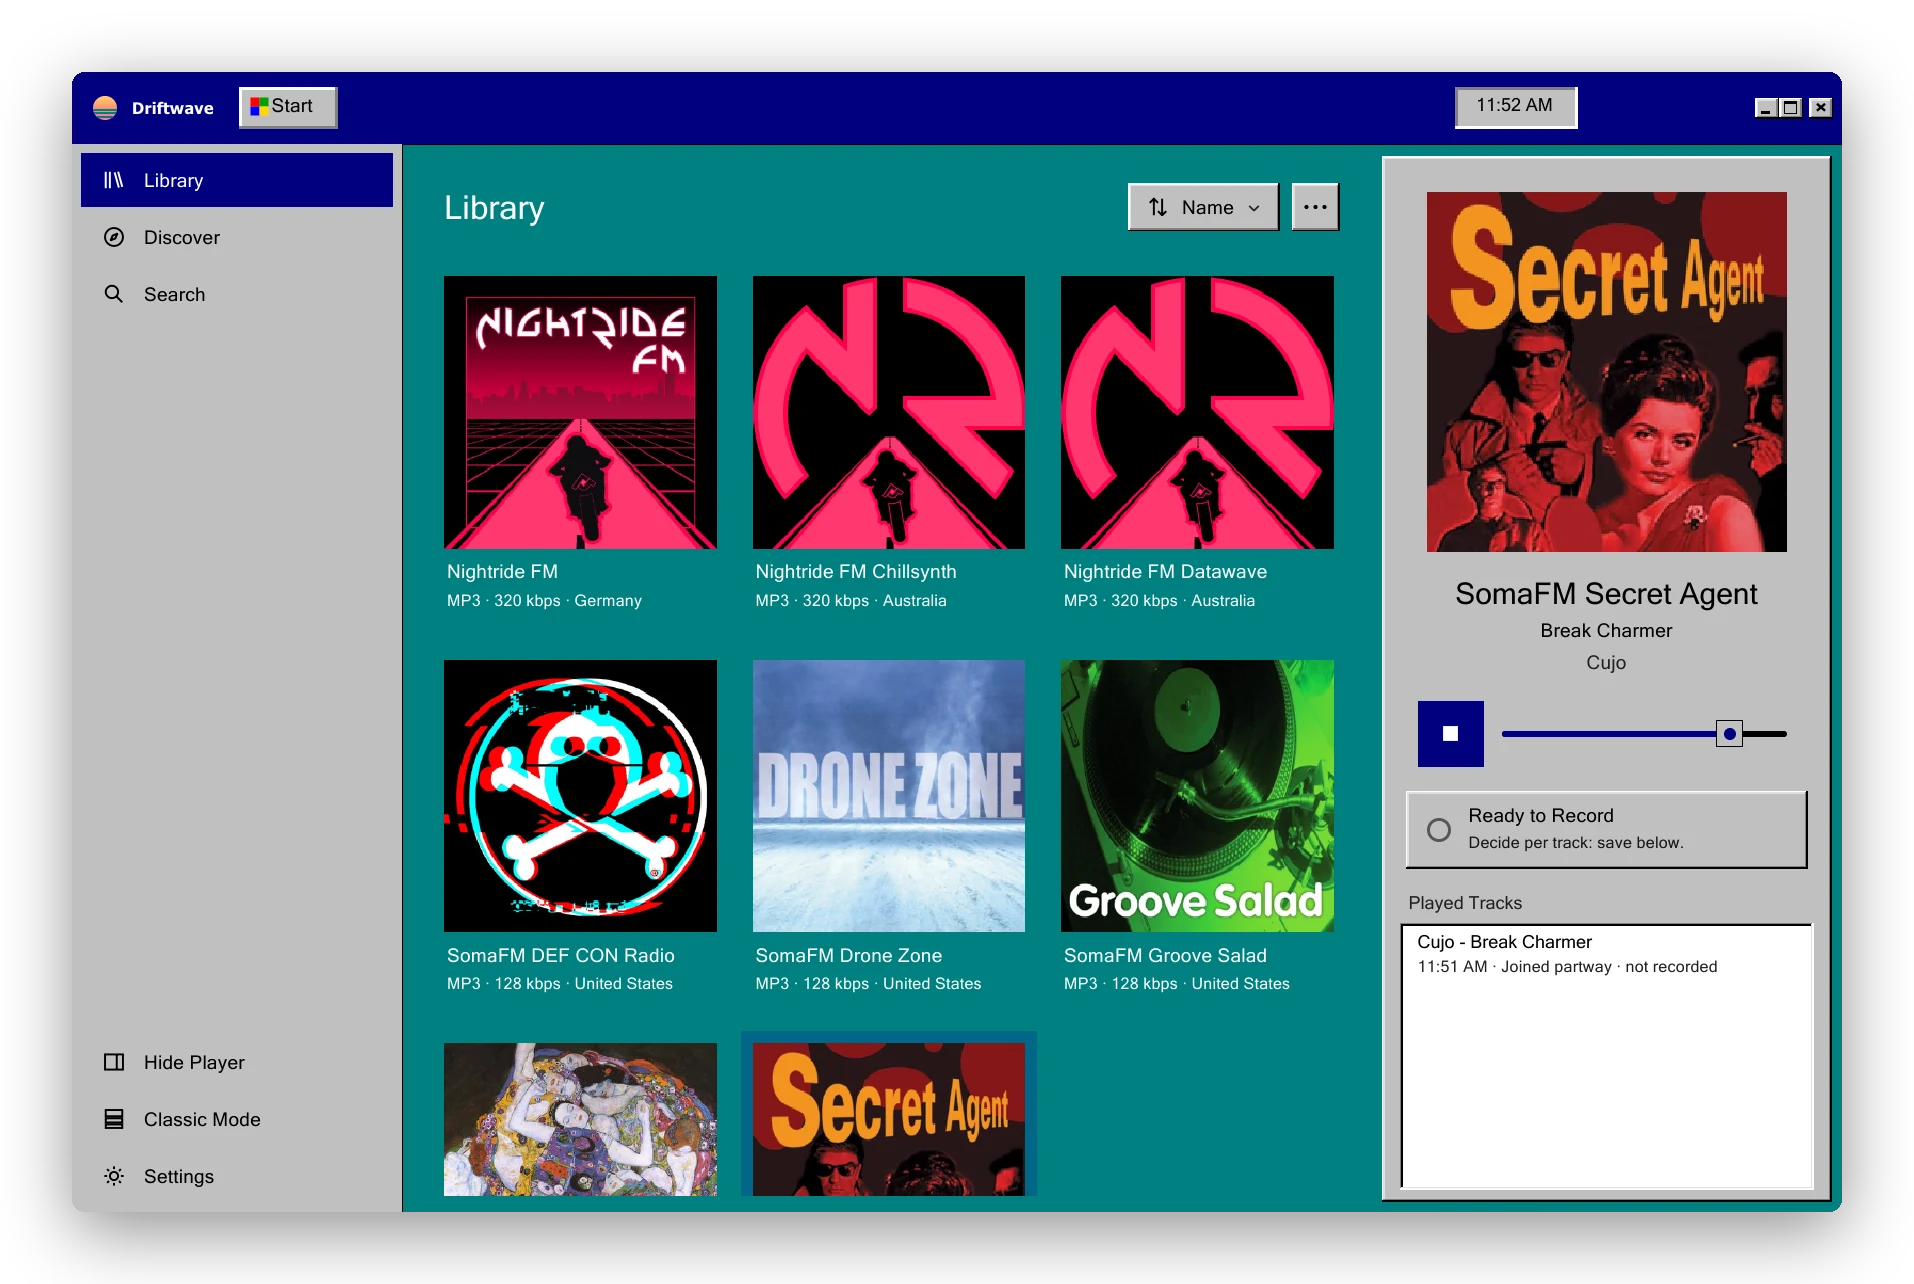 Driftwave
Start
11:52 AM
Library
Discover
Search
Hide Player
Classic Mode
Settings
Library
Name
NIGHTRIDE
FM
Nightride FM
MP3 · 320 kbps · Germany
NR
Nightride FM Chillsynth
MP3 · 320 kbps · Australia
NR
Nightride FM Datawave
MP3 · 320 kbps · Australia
SomaFM DEF CON Radio
MP3 · 128 kbps · United States
DRONE ZONE
SomaFM Drone Zone
MP3 · 128 kbps · United States
Groove Salad
SomaFM Groove Salad
MP3 · 128 kbps · United States
Secret Agent
Secret Agent
SomaFM Secret Agent
Break Charmer
Cujo
Ready to Record
Decide per track: save below.
Played Tracks
Cujo - Break Charmer
11:51 AM · Joined partway · not recorded